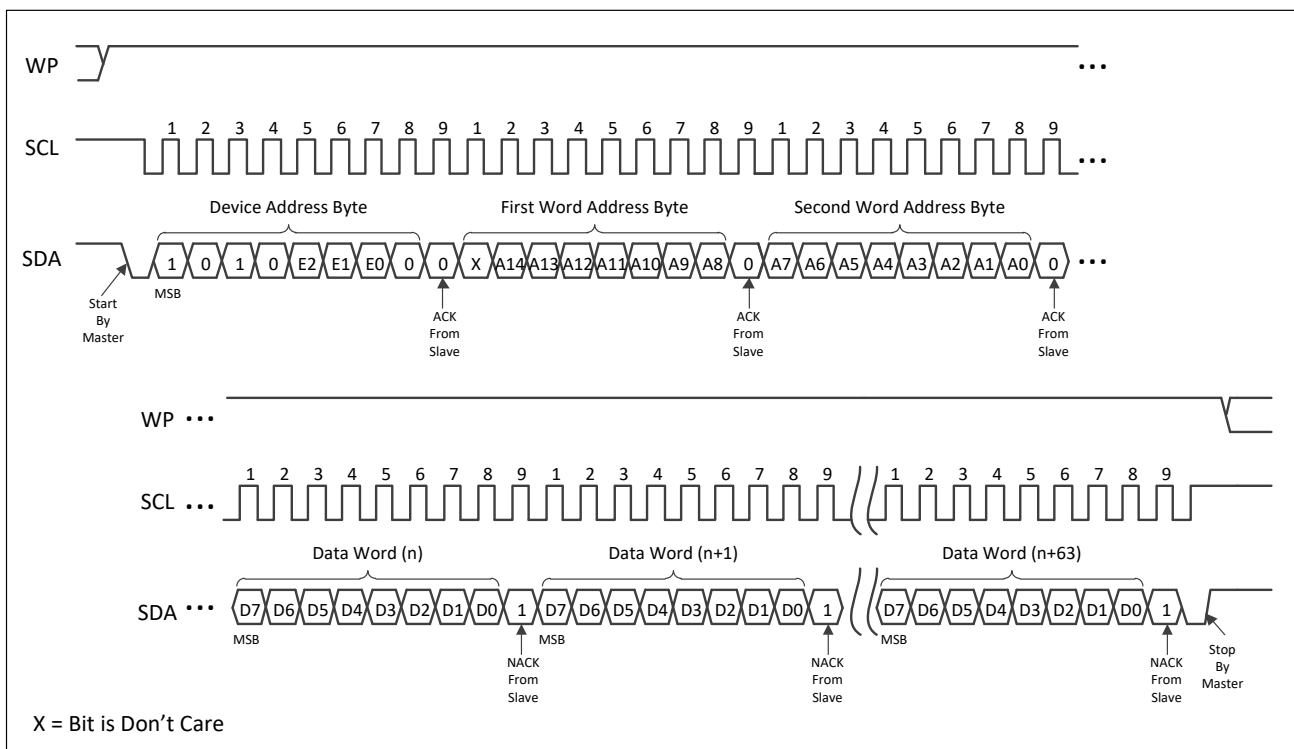 WP ...
1 2 3 4 5 6 7 8 9 1 2 3 4 5 6 7 8 9 1 2 3 4 5 6 7 8 9
SCL ...
Device Address Byte First Word Address Byte Second Word Address Byte
SDA 1 0 1 0 E2 E1 E0 0 0 X A14 A13 A12 A11 A10 A9 A8 0 A7 A6 A5 A4 A3 A2 A1 A0 0 ...
MSB
Start
By
Master
ACK
From
Slave
ACK
From
Slave
ACK
From
Slave
WP ...
1 2 3 4 5 6 7 8 9 1 2 3 4 5 6 7 8 9 1 2 3 4 5 6 7 8 9
SCL ...
Data Word (n) Data Word (n+1) Data Word (n+63)
SDA ... D7 D6 D5 D4 D3 D2 D1 D0 1 D7 D6 D5 D4 D3 D2 D1 D0 1 D7 D6 D5 D4 D3 D2 D1 D0 1
MSB MSB MSB
NACK
From
Slave
NACK
From
Slave
NACK
From
Slave
Stop
By
Master
X = Bit is Don't Care